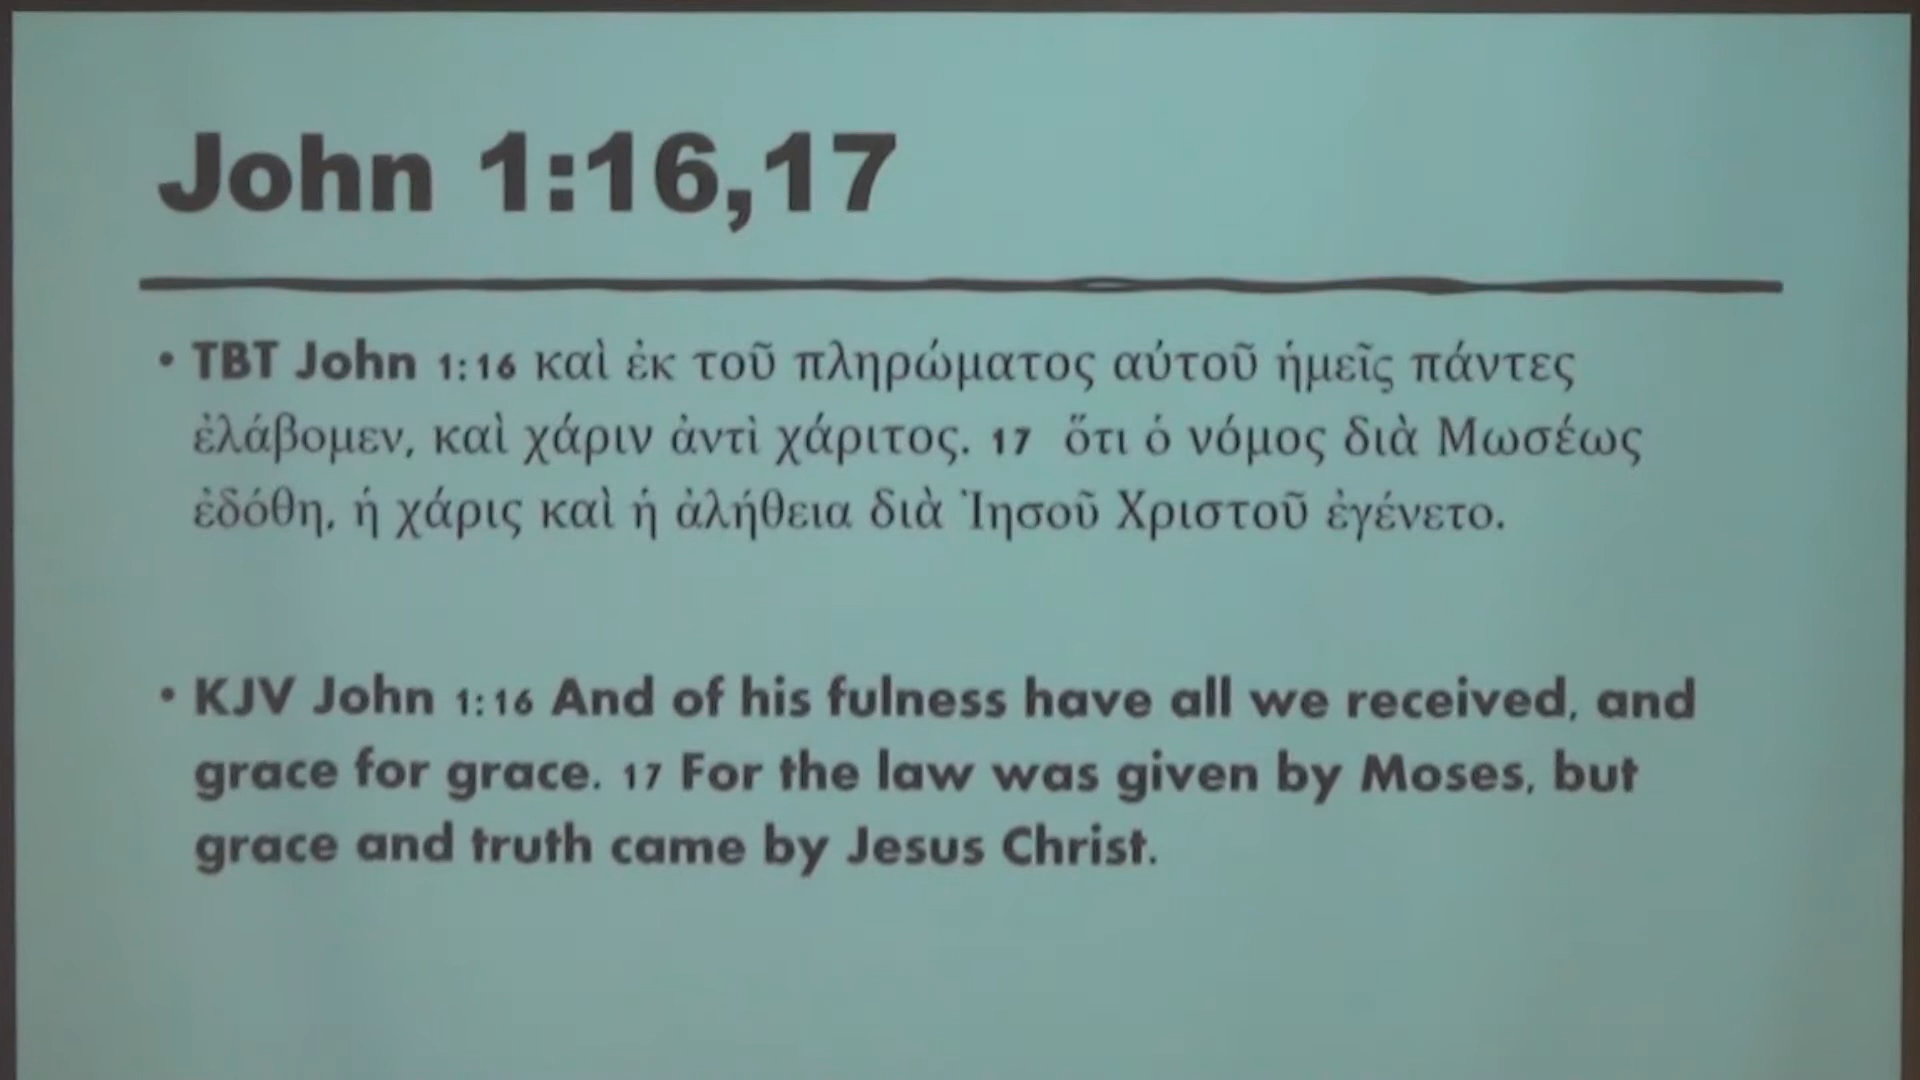 John 1:16,17
• TBT John 1:16 καὶ ἐκ τοῦ πληρώματος αὐτοῦ ἡμεῖς πάντες
ἐλάβομεν, καὶ χάριν ἀντὶ χάριτος. 17 ὅτι ὁ νόμος διὰ Μωσέως
ἐδόθη, ἡ χάρις καὶ ἡ ἀλήθεια διὰ Ἰησοῦ Χριστοῦ ἐγένετο.
• KJV John 1:16 And of his fulness have all we received, and
grace for grace. 17 For the law was given by Moses, but
grace and truth came by Jesus Christ.